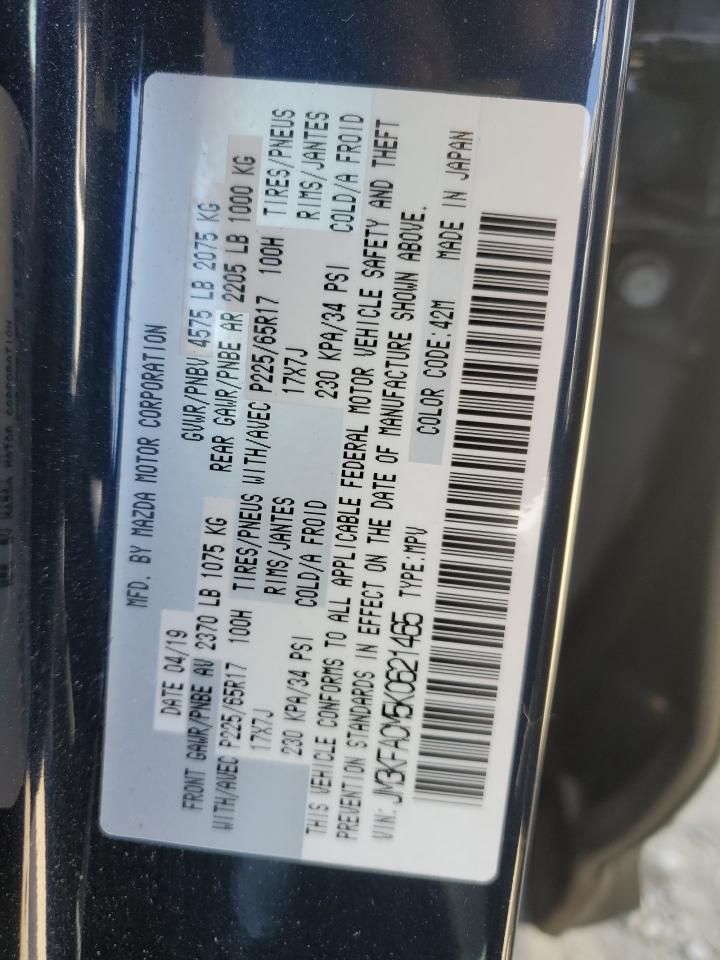 MFD. BY MAZDA MOTOR CORPORATION
DATE 04/19 GVWR/PNBV 4575 LB 2075 KG
FRONT GAWR/PNBE AV 2370 LB 1075 KG REAR GAWR/PNBE AR 2205 LB 1000 KG
WITH/AVEC P225/65R17 100H TIRES/PNEUS WITH/AVEC P225/65R17 100H TIRES/PNEUS
17X7J RIMS/JANTES 17X7J RIMS/JANTES
230 KPA/34 PSI COLD/A FROID 230 KPA/34 PSI COLD/A FROID
THIS VEHICLE CONFORMS TO ALL APPLICABLE FEDERAL MOTOR VEHICLE SAFETY AND THEFT
PREVENTION STANDARDS IN EFFECT ON THE DATE OF MANUFACTURE SHOWN ABOVE.
VIN: JM3KFACM5K0621465 TYPE:MPV COLOR CODE:42M MADE IN JAPAN
MAZDA MOTOR CORPORATION